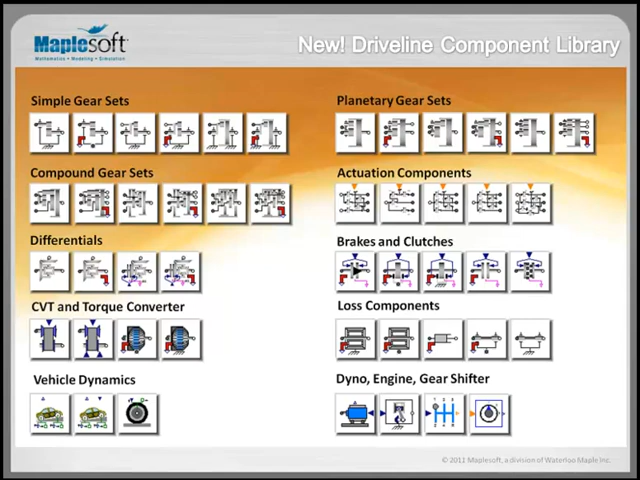 Maplesoft
Mathematics • Modeling • Simulation
New! Driveline Component Library
Simple Gear Sets
Planetary Gear Sets
Compound Gear Sets
Actuation Components
Differentials
Brakes and Clutches
CVT and Torque Converter
Loss Components
Vehicle Dynamics
Dyno, Engine, Gear Shifter
© 2011 Maplesoft, a division of Waterloo Maple Inc.